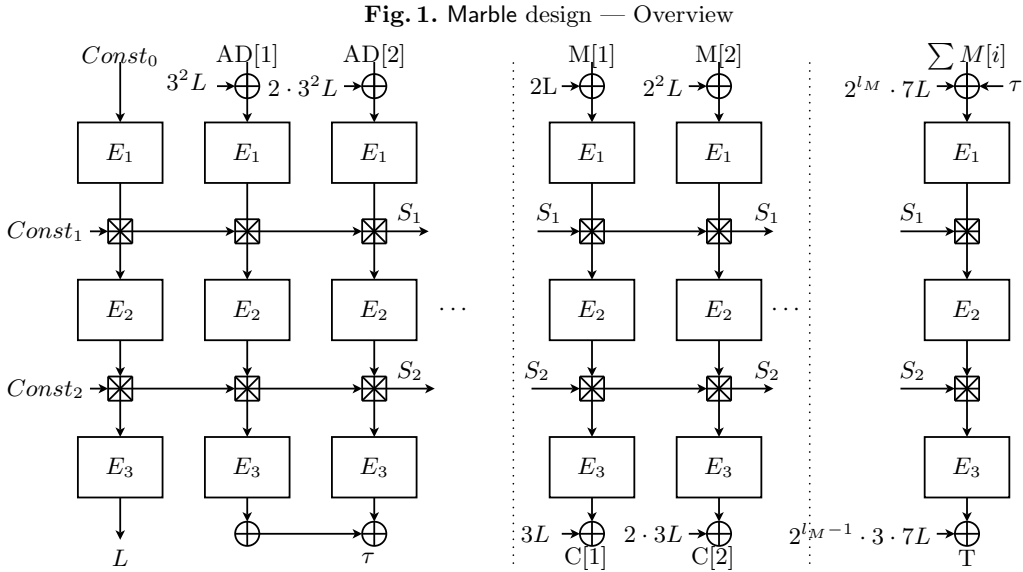 Fig. 1. Marble design — Overview
Const₀ AD[1] AD[2] M[1] M[2] ∑ M[i]
3²L 2 · 3²L 2L 2²L 2^{l_M} · 7L τ
E₁ E₁ E₁ E₁ E₁ E₁
Const₁ S₁ S₁ S₁ S₁
E₂ E₂ E₂ ··· E₂ E₂ ··· E₂
Const₂ S₂ S₂ S₂ S₂
E₃ E₃ E₃ E₃ E₃ E₃
3L 2 · 3L 2^{l_M−1} · 3 · 7L
L τ C[1] C[2] T